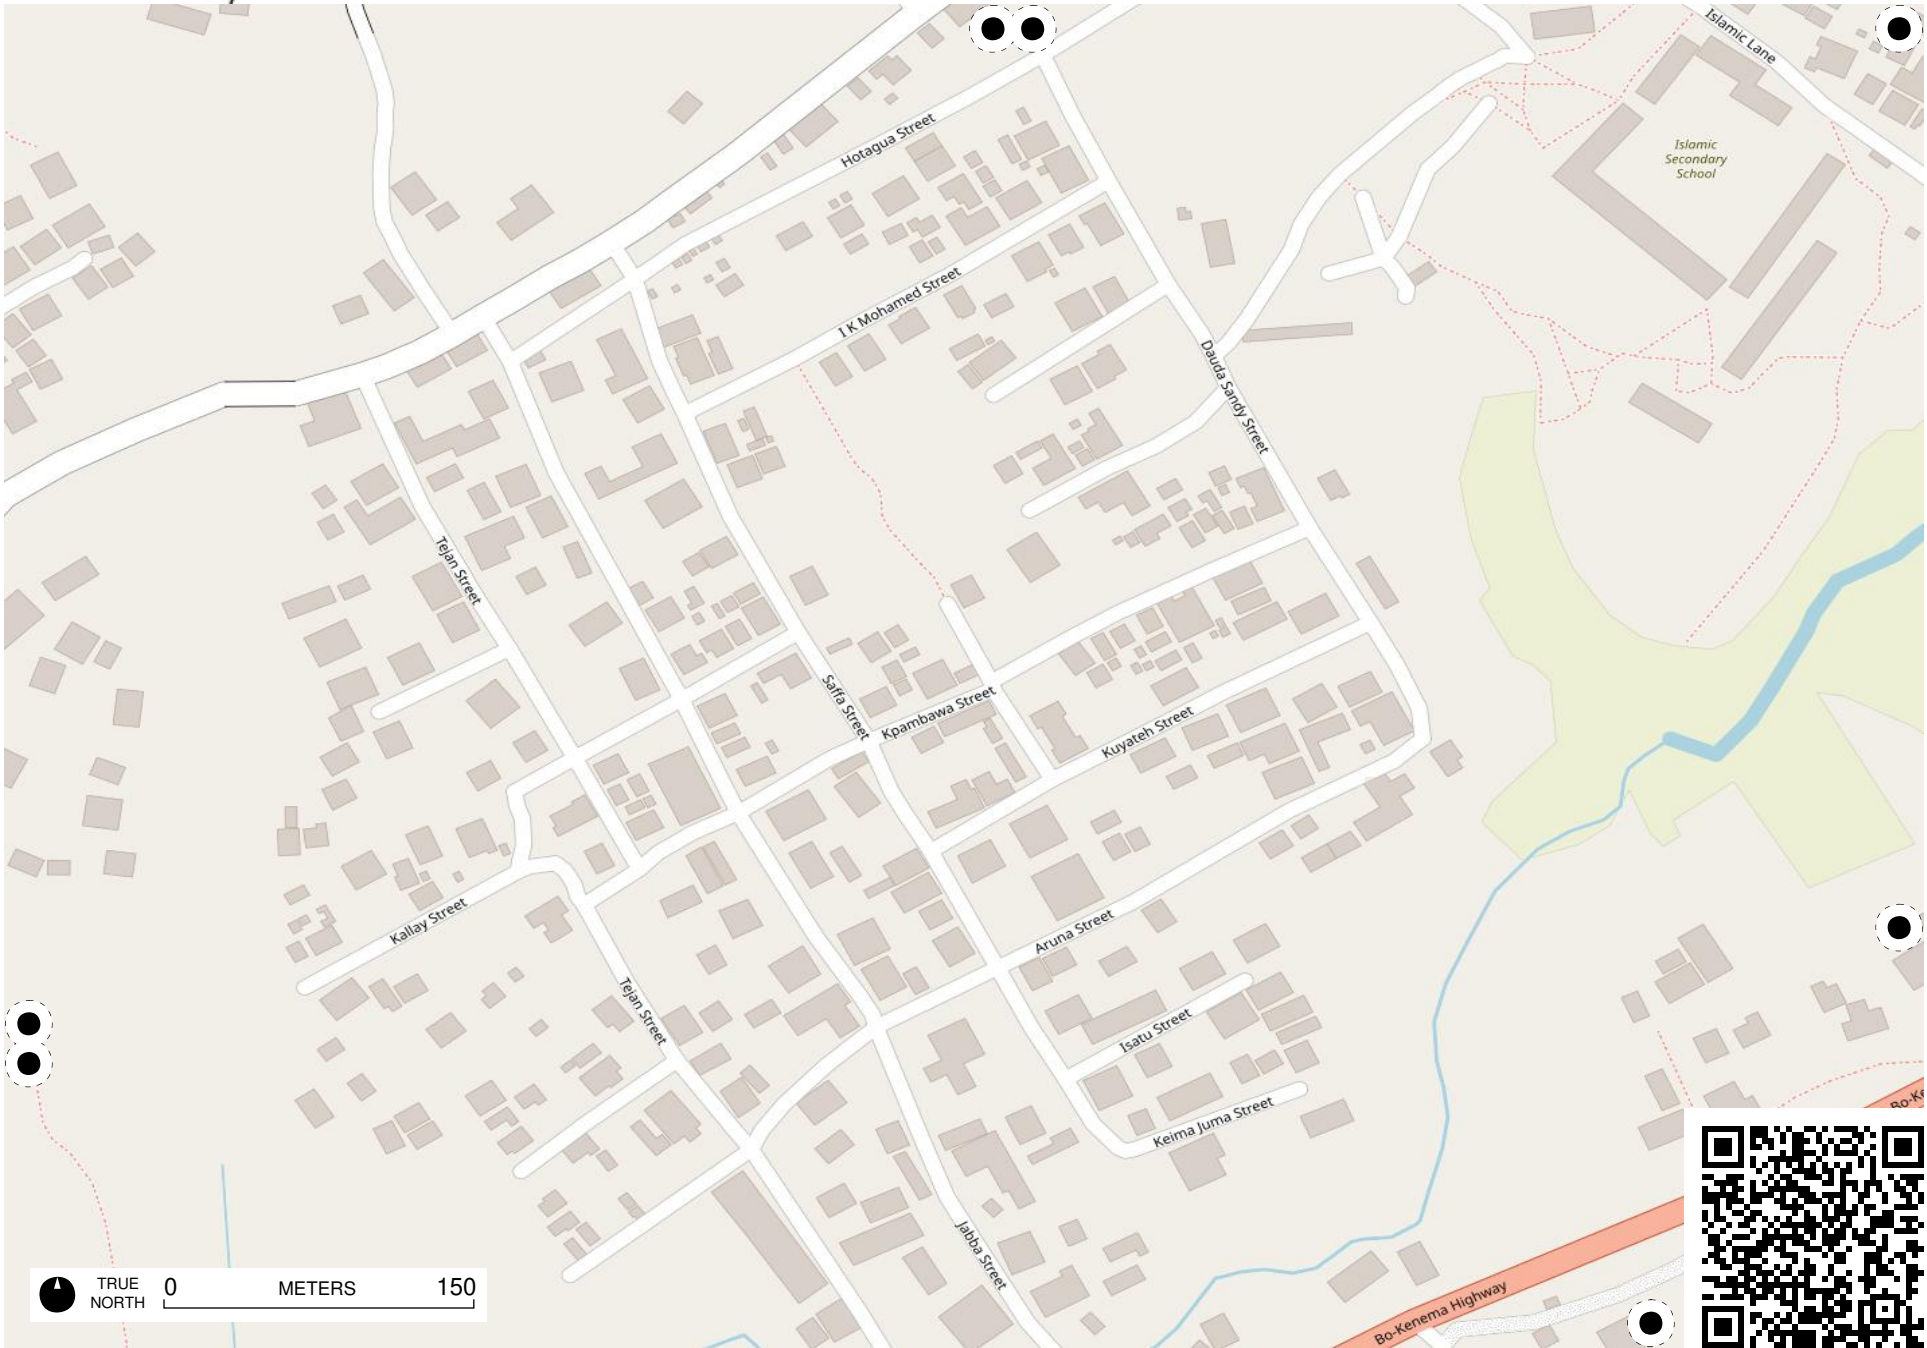 Islamic Lane
Hotagua Street
Islamic
Secondary
School
I K Mohamed Street
Dauda Sandy Street
Tejan Street
Saffa Street
Kpambawa Street
Kuyateh Street
Kallay Street
Aruna Street
Tejan Street
Isatu Street
Keima Juma Street
Bo-Ke
Jabba Street
Bo-Kenema Highway
TRUE
NORTH
0 METERS 150